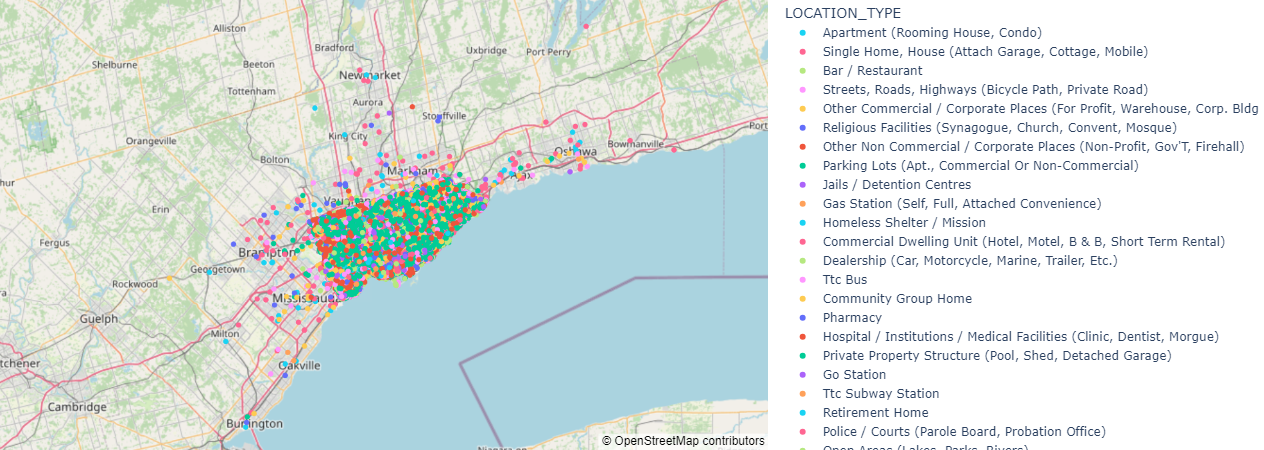 Alliston
Bradford
Uxbridge
Port Perry
Shelburne
Beeton
Newmarket
Tottenham
Aurora
Stouffville
Port
Orangeville
King City
Bowmanville
Oshawa
Bolton
Markham
Ajax
hur
Vaughan
Erin
Fergus
Brampton
Georgetown
Rockwood
ra
Mississauga
Guelph
Milton
tchener
Oakville
Cambridge
Burlington
© OpenStreetMap contributors
LOCATION_TYPE
Apartment (Rooming House, Condo)
Single Home, House (Attach Garage, Cottage, Mobile)
Bar / Restaurant
Streets, Roads, Highways (Bicycle Path, Private Road)
Other Commercial / Corporate Places (For Profit, Warehouse, Corp. Bldg
Religious Facilities (Synagogue, Church, Convent, Mosque)
Other Non Commercial / Corporate Places (Non-Profit, Gov'T, Firehall)
Parking Lots (Apt., Commercial Or Non-Commercial)
Jails / Detention Centres
Gas Station (Self, Full, Attached Convenience)
Homeless Shelter / Mission
Commercial Dwelling Unit (Hotel, Motel, B & B, Short Term Rental)
Dealership (Car, Motorcycle, Marine, Trailer, Etc.)
Ttc Bus
Community Group Home
Pharmacy
Hospital / Institutions / Medical Facilities (Clinic, Dentist, Morgue)
Private Property Structure (Pool, Shed, Detached Garage)
Go Station
Ttc Subway Station
Retirement Home
Police / Courts (Parole Board, Probation Office)
Open Areas (Lakes, Parks, Rivers)